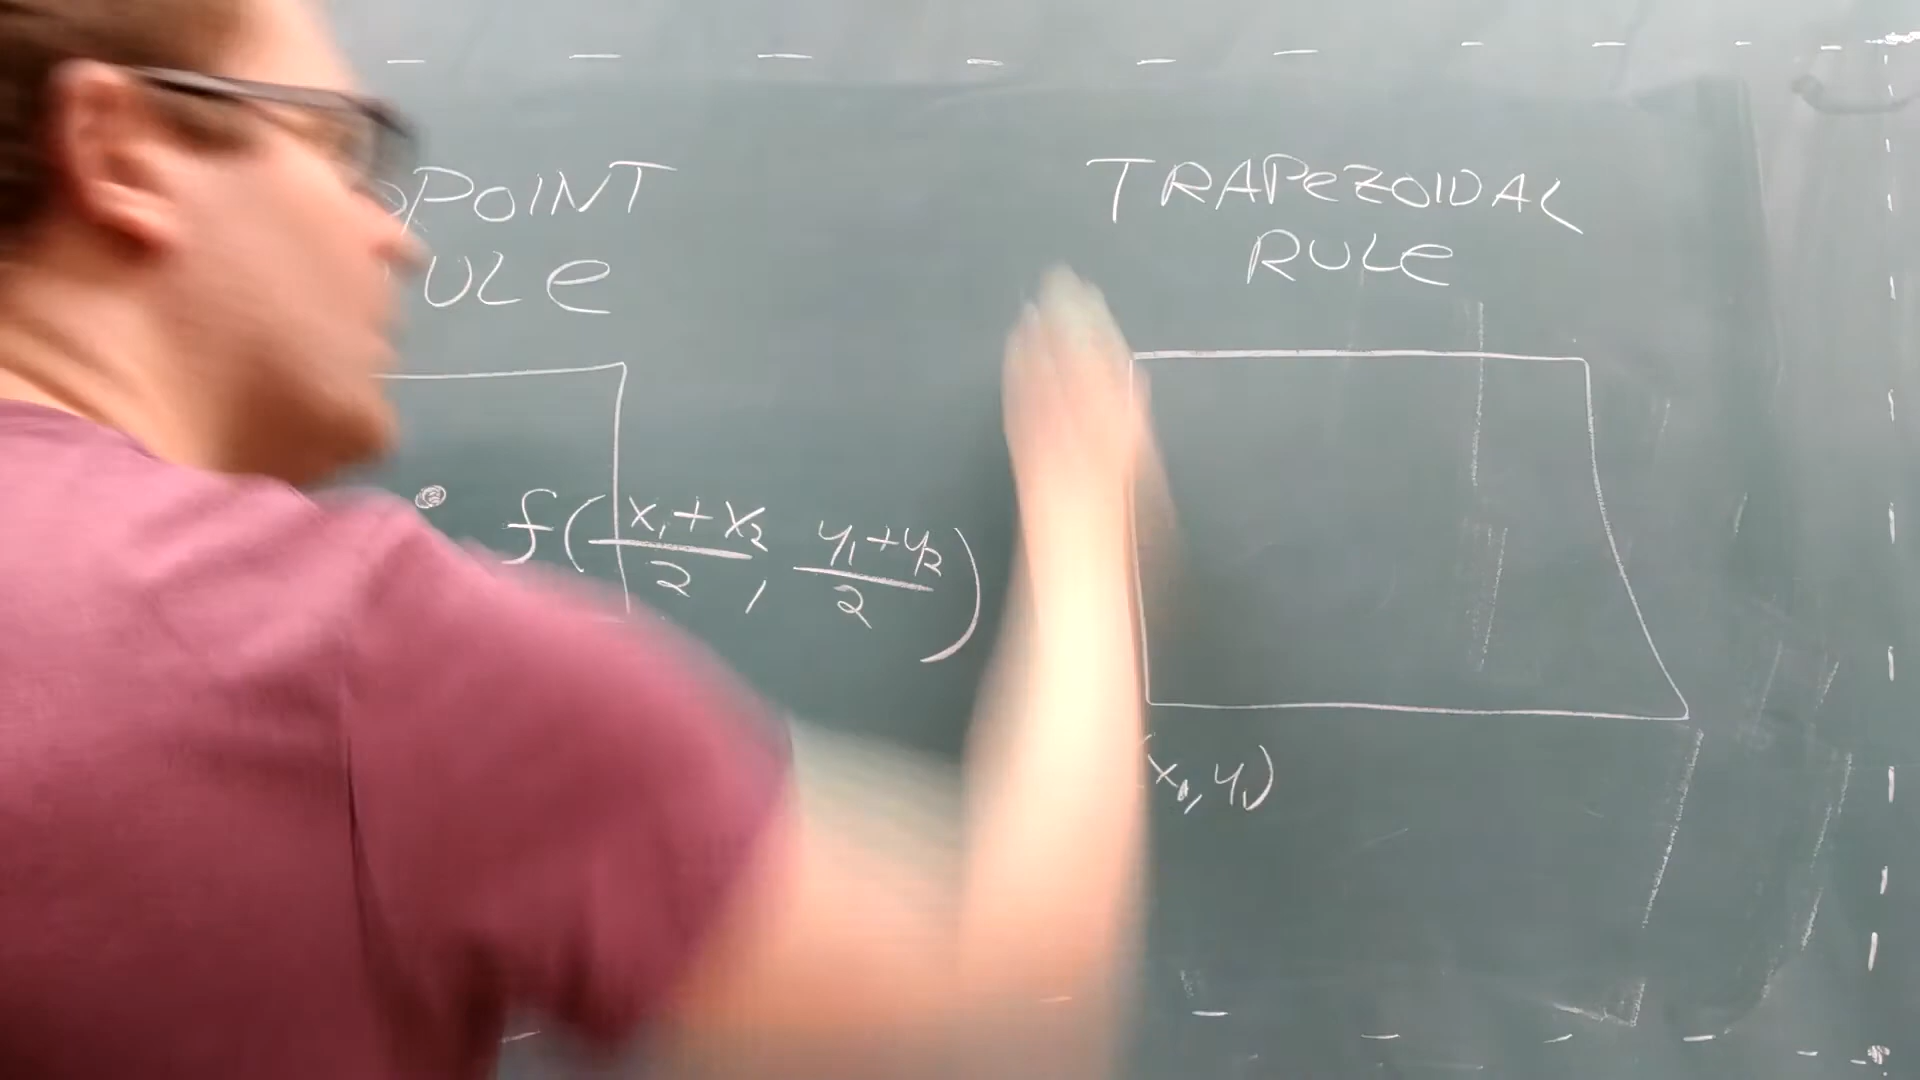 POINT
ULE
f(x₁+x₂/2, y₁+y₂/2)
TRAPEZOIDAL
RULE
(x₁, y₁)